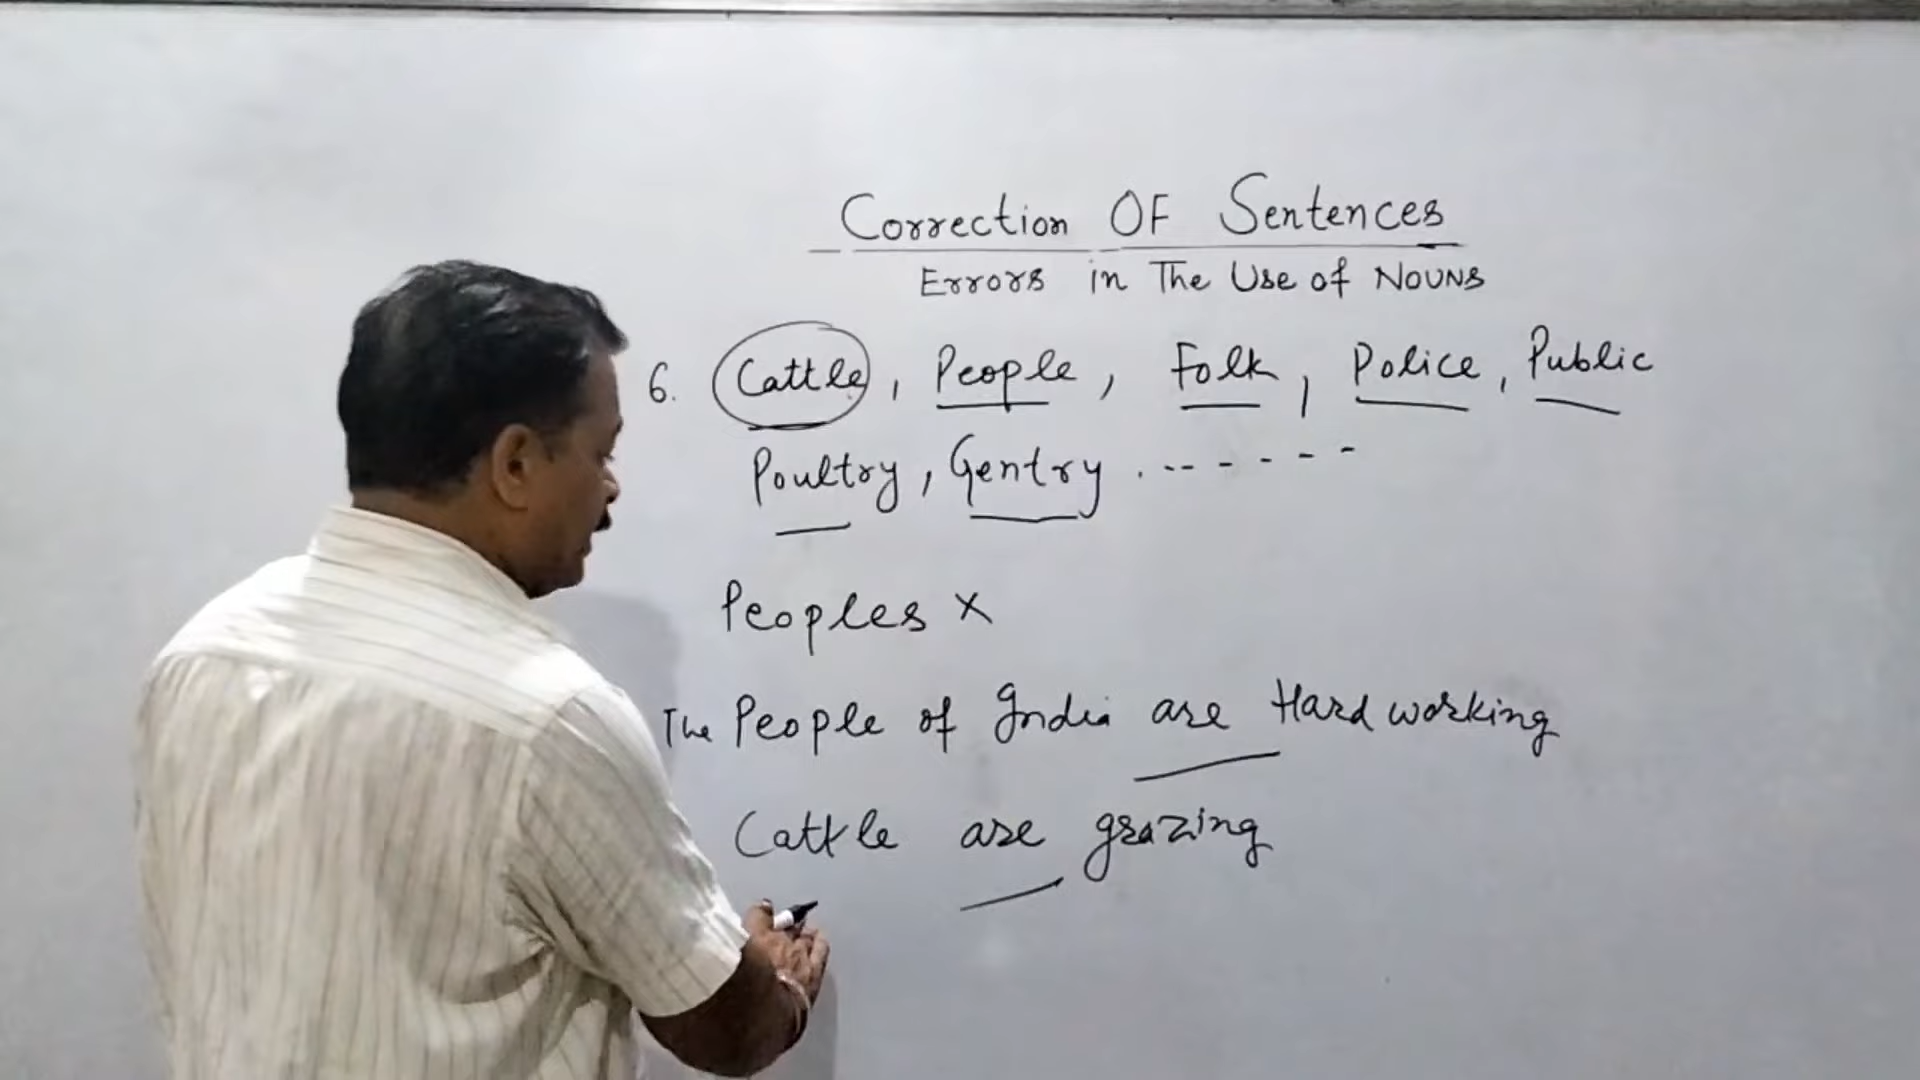 Correction OF Sentences
Errors in The Use of NOUNS
6. Cattle, People, Folk, Police, Public
Poultry, Gentry . -- - - - -
Peoples ×
The People of India are Hard working
Cattle are grazing